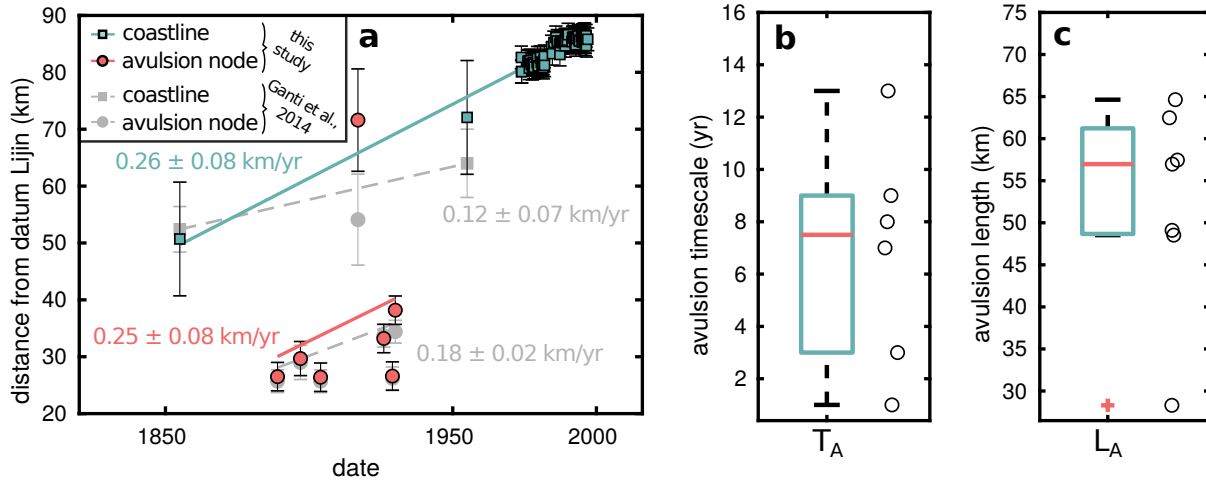 a
coastline
avulsion node
this
study
coastline
avulsion node
Ganti et al.,
2014
distance from datum Lijin (km)
90
80
70
60
50
40
30
20
0.26 ± 0.08 km/yr
0.12 ± 0.07 km/yr
0.25 ± 0.08 km/yr
0.18 ± 0.02 km/yr
1850
1950
2000
date
b
avulsion timescale (yr)
16
14
12
10
8
6
4
2
T_A
c
avulsion length (km)
75
70
65
60
55
50
45
40
35
30
L_A